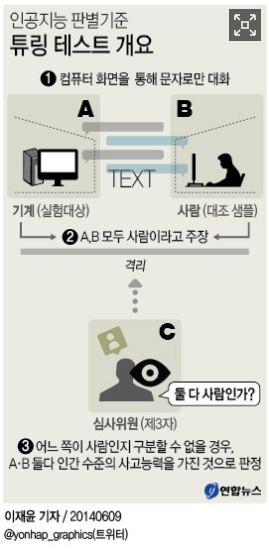 인공지능 판별기준
튜링 테스트 개요
❶ 컴퓨터 화면을 통해 문자로만 대화
A
B
TEXT
기계 (실험대상)
사람 (대조 샘플)
❷ A,B 모두 사람이라고 주장
격리
C
둘 다 사람인가?
심사위원 (제3자)
❸ 어느 쪽이 사람인지 구분할 수 없을 경우,
A·B 둘다 인간 수준의 사고능력을 가진 것으로 판정
연합뉴스
이재윤 기자 / 20140609
@yonhap_graphics(트위터)